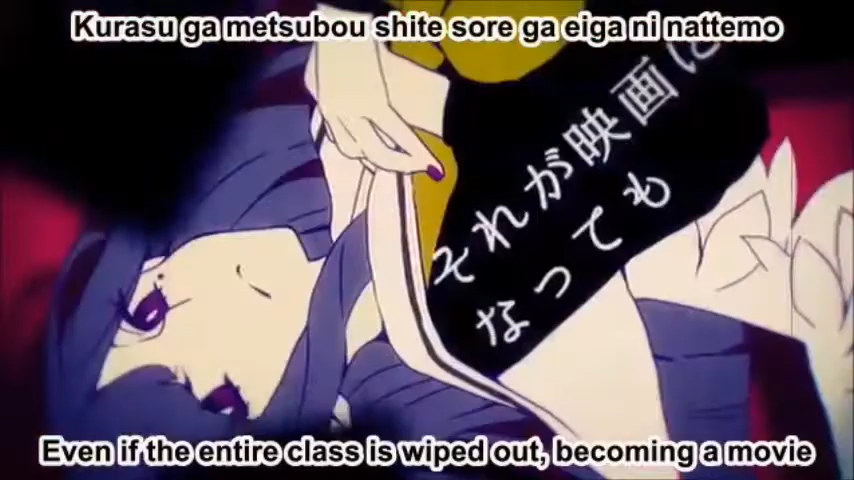 Kurasu ga metsubou shite sore ga eiga ni nattemo
それが映画に
なっても
Even if the entire class is wiped out, becoming a movie